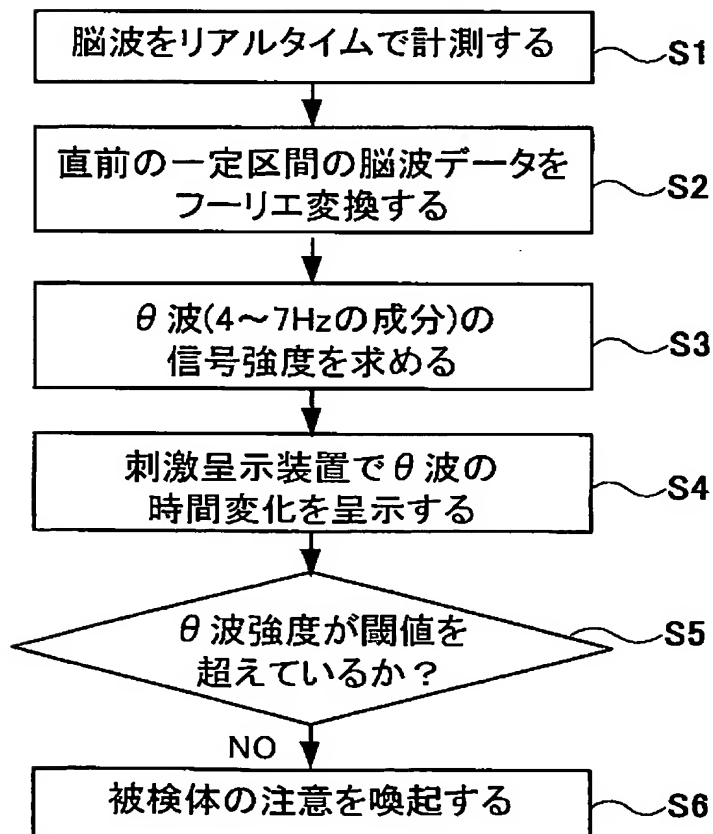 脳波をリアルタイムで計測する
S1
直前の一定区間の脳波データを
フーリエ変換する
S2
θ波(4～7Hzの成分)の
信号強度を求める
S3
刺激呈示装置でθ波の
時間変化を呈示する
S4
θ波強度が閾値を
超えているか？
S5
NO
被検体の注意を喚起する
S6